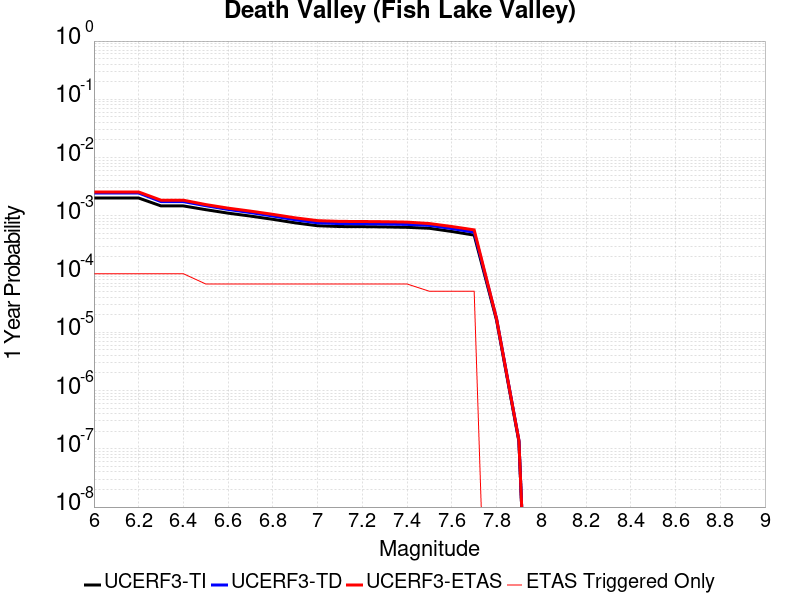 Death Valley (Fish Lake Valley)
10^0
10^-1
10^-2
10^-3
10^-4
10^-5
10^-6
10^-7
10^-8
1 Year Probability
6 6.2 6.4 6.6 6.8 7 7.2 7.4 7.6 7.8 8 8.2 8.4 8.6 8.8 9
Magnitude
UCERF3-TI UCERF3-TD UCERF3-ETAS ETAS Triggered Only